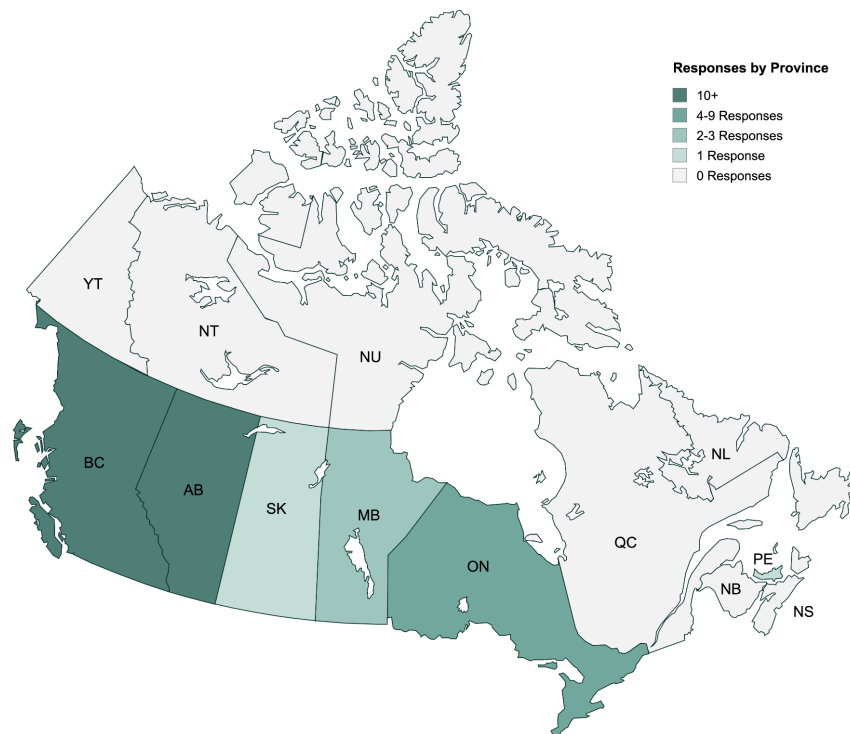 Responses by Province
10+
4-9 Responses
2-3 Responses
1 Response
0 Responses
YT
NT
NU
BC
AB
SK
MB
ON
QC
NL
PE
NB
NS